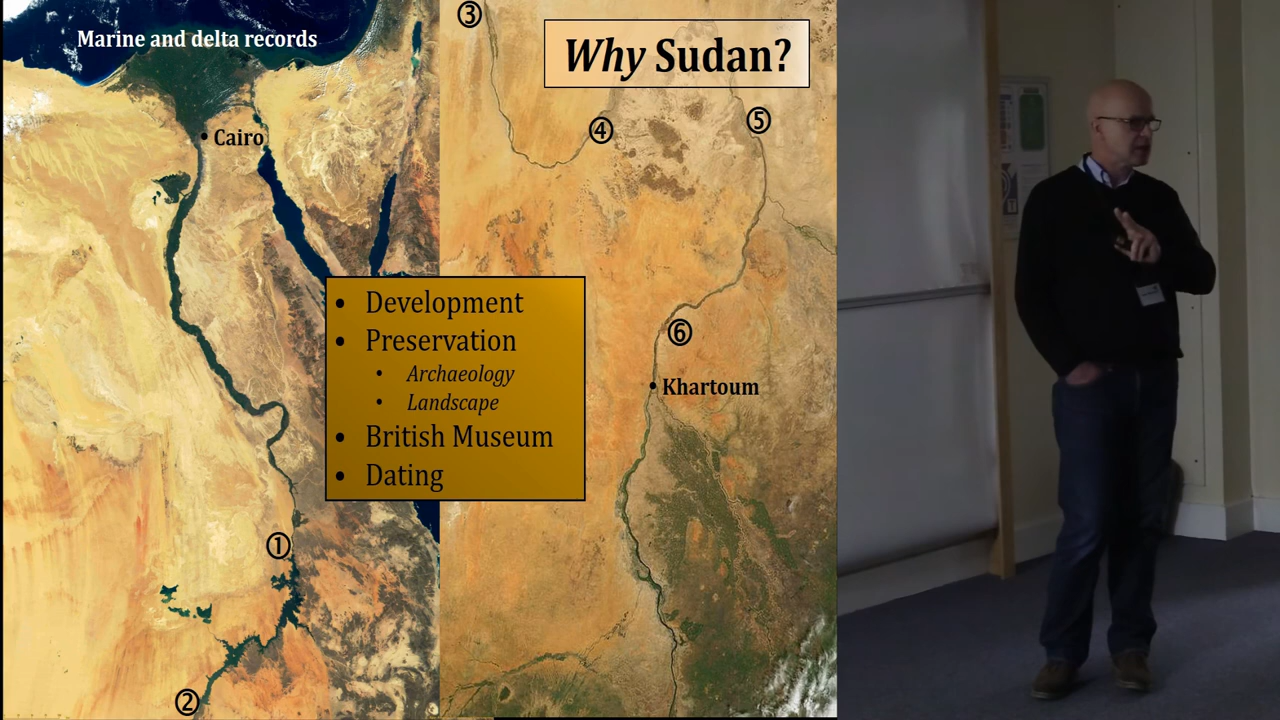 Marine and delta records
Why Sudan?
③
④
⑤
Cairo
⑥
Khartoum
• Development
• Preservation
• Archaeology
• Landscape
• British Museum
• Dating
①
②